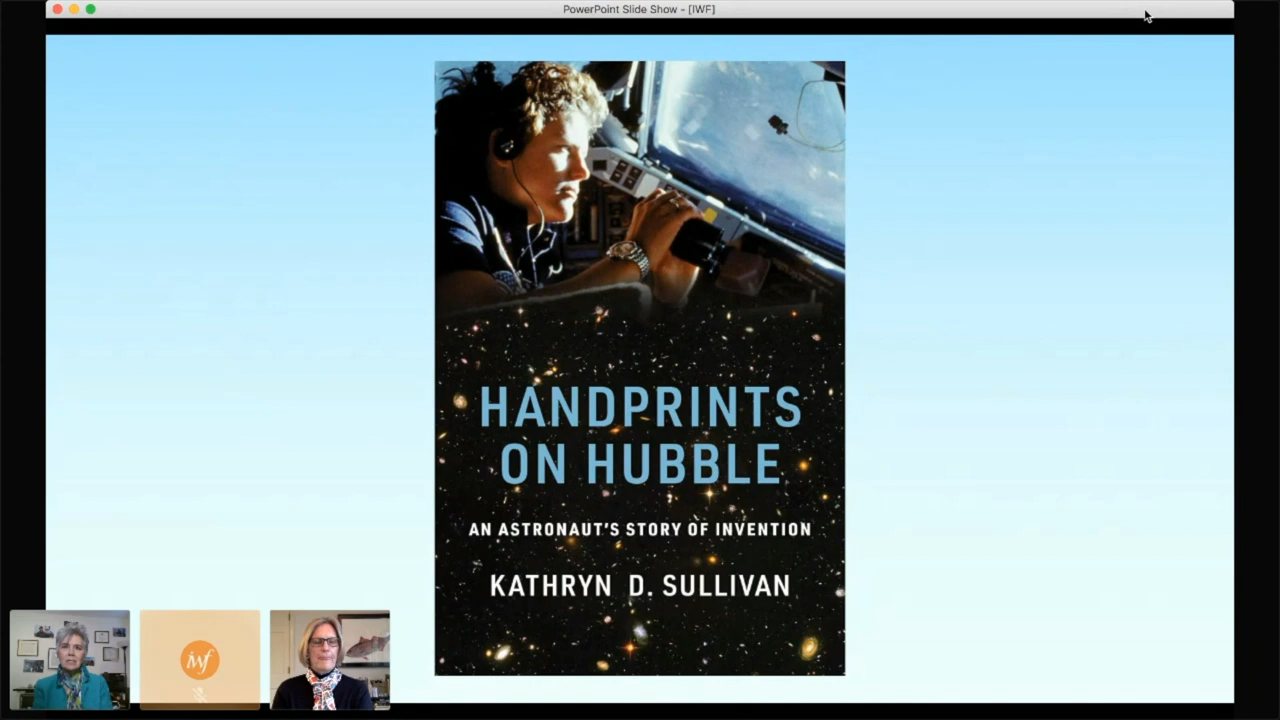 PowerPoint Slide Show - [IWF]
HANDPRINTS
ON HUBBLE
AN ASTRONAUT'S STORY OF INVENTION
KATHRYN D. SULLIVAN
iwf